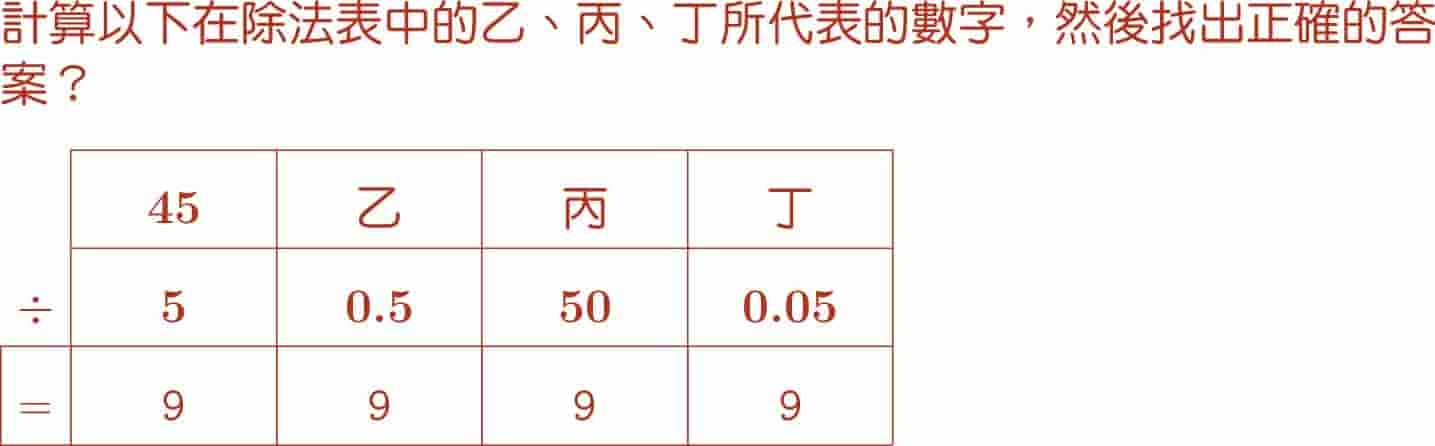 計算以下在除法表中的乙、丙、丁所代表的數字，然後找出正確的答
案？
45 乙 丙 丁
÷ 5 0.5 50 0.05
= 9 9 9 9